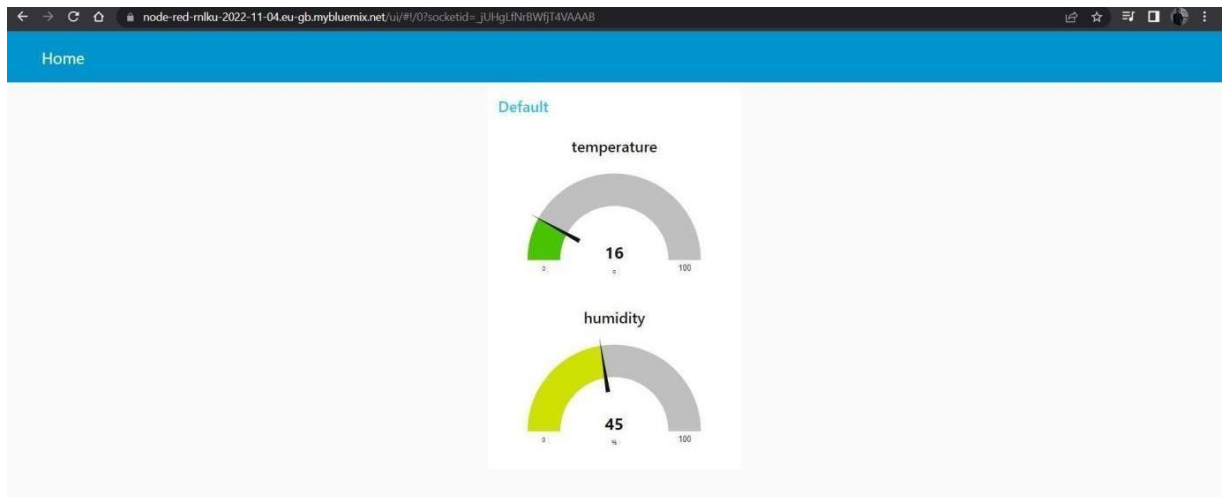 node-red-rnlku-2022-11-04.eu-gb.mybluemix.net/ui/#!/0?socketid=_jUHgLfNrBWfjT4VAAAB
Home
Default
temperature
16
0
c
100
humidity
45
0
%
100